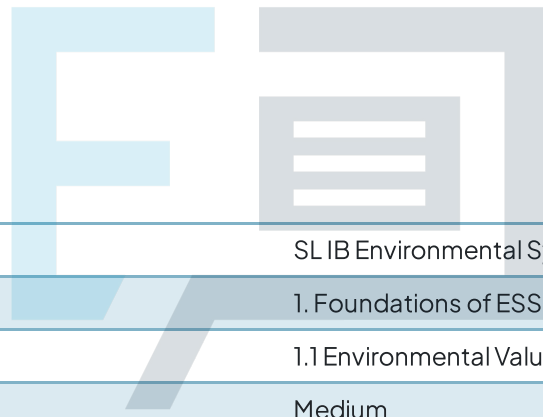 SL IB Environmental S
1. Foundations of ESS
1.1 Environmental Valu
Medium